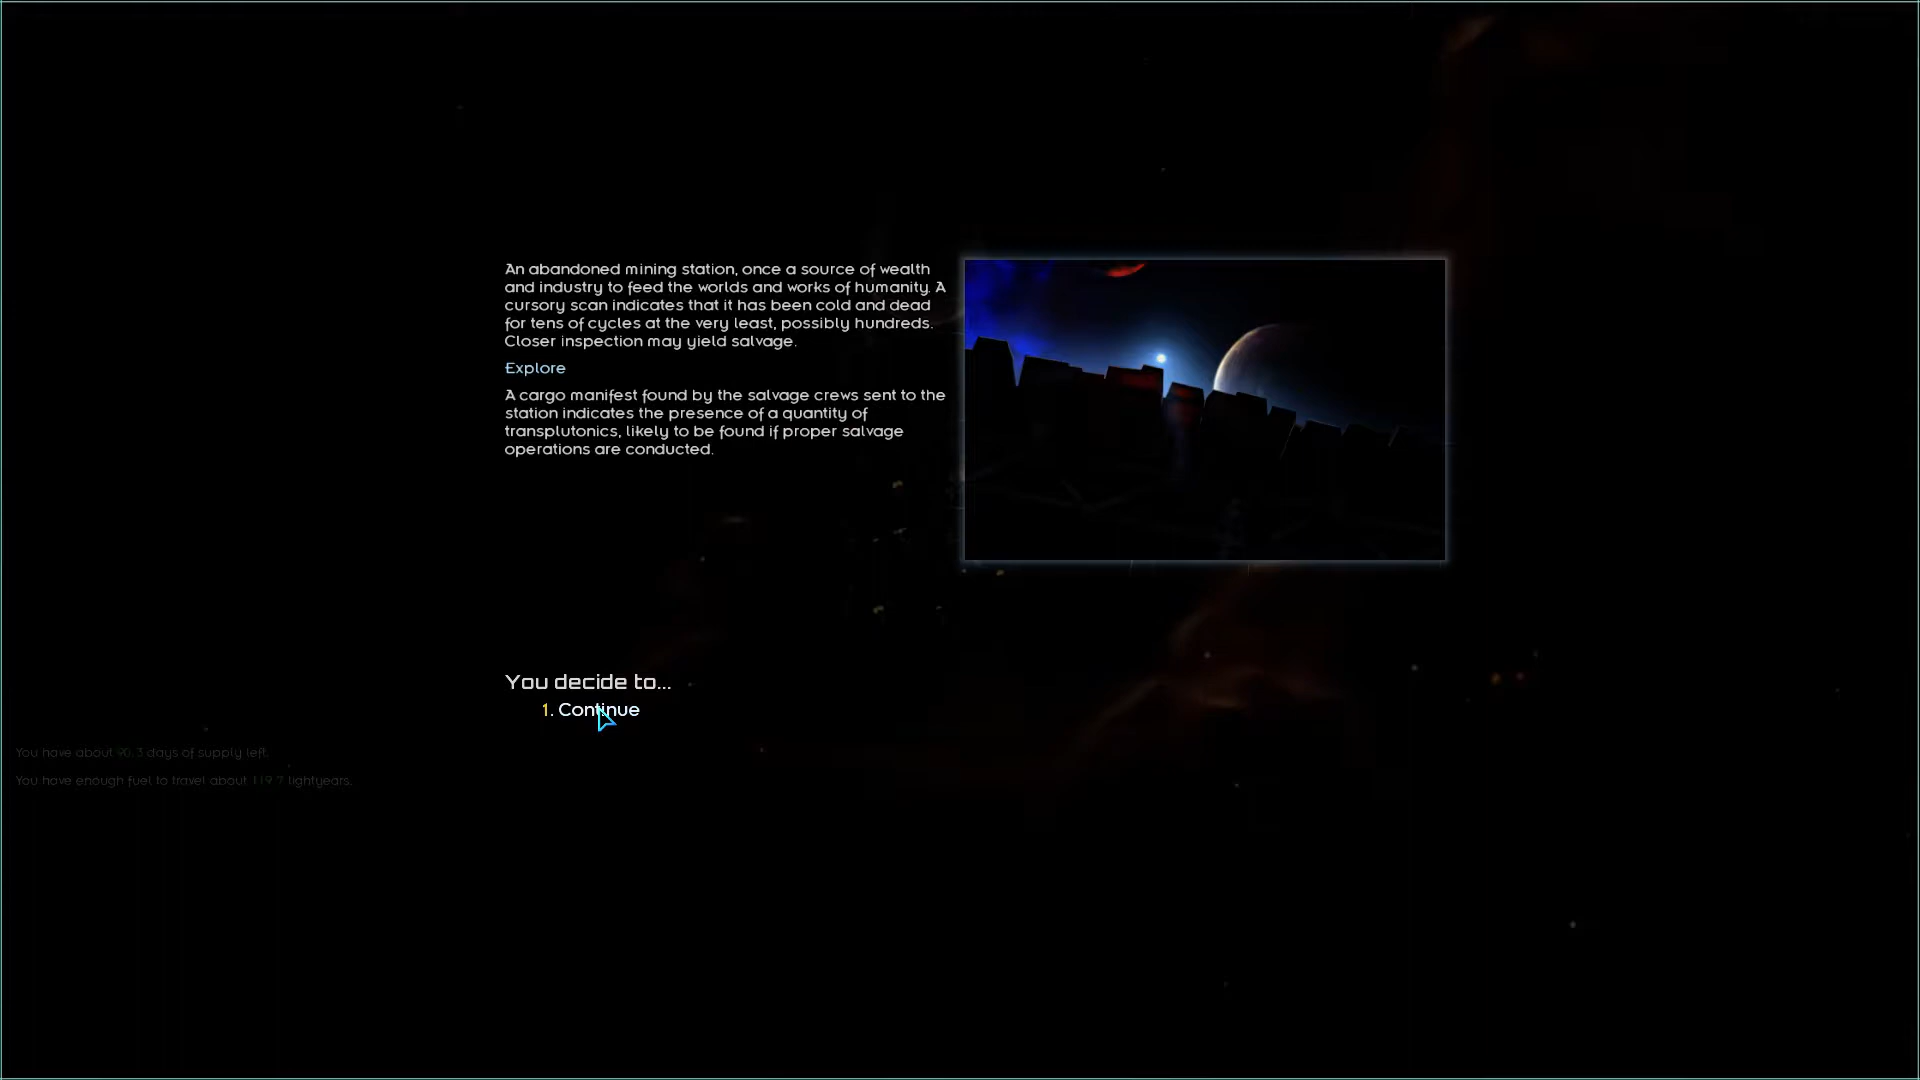 An abandoned mining station, once a source of wealth
and industry to feed the worlds and works of humanity. A
cursory scan indicates that it has been cold and dead
for tens of cycles at the very least, possibly hundreds.
Closer inspection may yield salvage.
Explore
A cargo manifest found by the salvage crews sent to the
station indicates the presence of a quantity of
transplutonics, likely to be found if proper salvage
operations are conducted.
You decide to...
1. Continue
You have about 90.3 days of supply left.
You have enough fuel to travel about 119.7 lightyears.